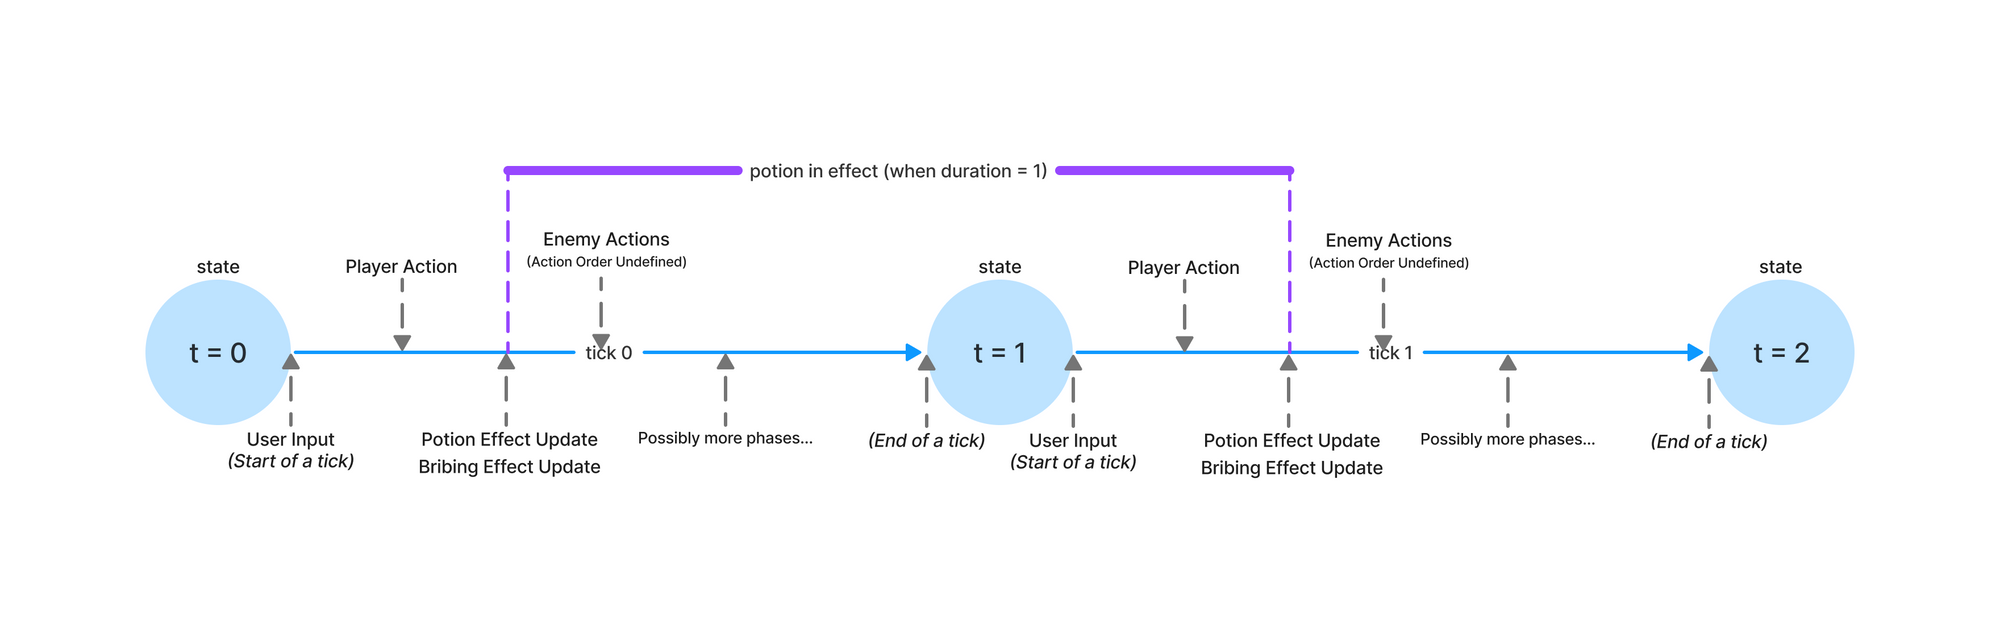 potion in effect (when duration = 1)
Enemy Actions
(Action Order Undefined)
Enemy Actions
(Action Order Undefined)
state
Player Action
state
Player Action
state
t = 0
tick 0
t = 1
tick 1
t = 2
User Input
(Start of a tick)
Potion Effect Update
Bribing Effect Update
Possibly more phases...
(End of a tick)
User Input
(Start of a tick)
Potion Effect Update
Bribing Effect Update
Possibly more phases...
(End of a tick)